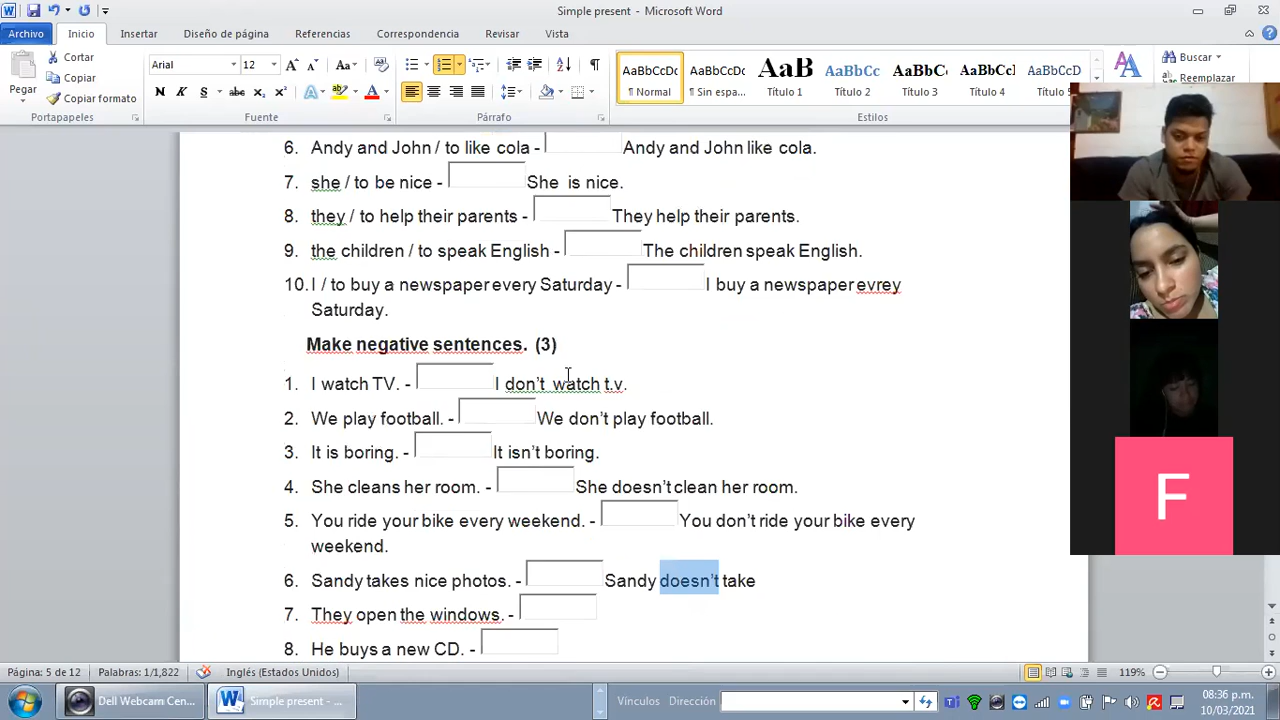 Simple present - Microsoft Word
Archivo Inicio Insertar Diseño de página Referencias Correspondencia Revisar Vista
Cortar
Copiar
Copiar formato
Pegar
Portapapeles
Arial 12
Fuente
Párrafo
AaBbCcDc AaBbCcDc AaB AaBbCc AaBbC AaBbCc AaBbCcD
¶ Normal ¶ Sin espa... Título 1 Título 2 Título 3 Título 4 Título 5
Estilos
Buscar
Reemplazar
6. Andy and John / to like cola - Andy and John like cola.
7. she / to be nice - She is nice.
8. they / to help their parents - They help their parents.
9. the children / to speak English - The children speak English.
10. I / to buy a newspaper every Saturday - I buy a newspaper evrey
Saturday.
Make negative sentences. (3)
1. I watch TV. - I don't watch t.v.
2. We play football. - We don't play football.
3. It is boring. - It isn't boring.
4. She cleans her room. - She doesn't clean her room.
5. You ride your bike every weekend. - You don't ride your bike every
weekend.
6. Sandy takes nice photos. - Sandy doesn't take
7. They open the windows. -
8. He buys a new CD. -
F
Página: 5 de 12 Palabras: 1/1,822 Inglés (Estados Unidos) 119%
Dell Webcam Cen... Simple present - ... Vínculos Dirección
08:36 p.m.
10/03/2021